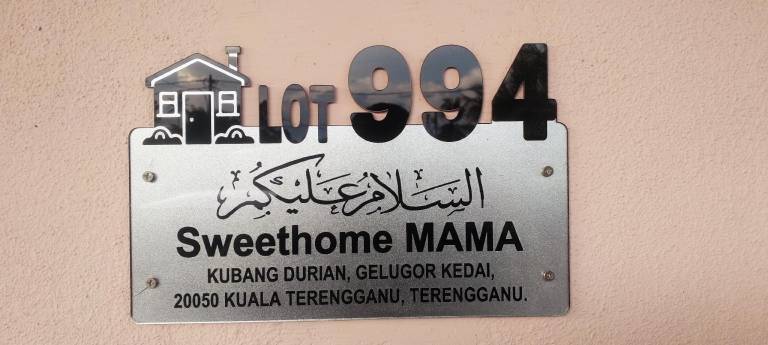 LOT 994
السلام عليكم
Sweethome MAMA
KUBANG DURIAN, GELUGOR KEDAI,
20050 KUALA TERENGGANU, TERENGGANU.